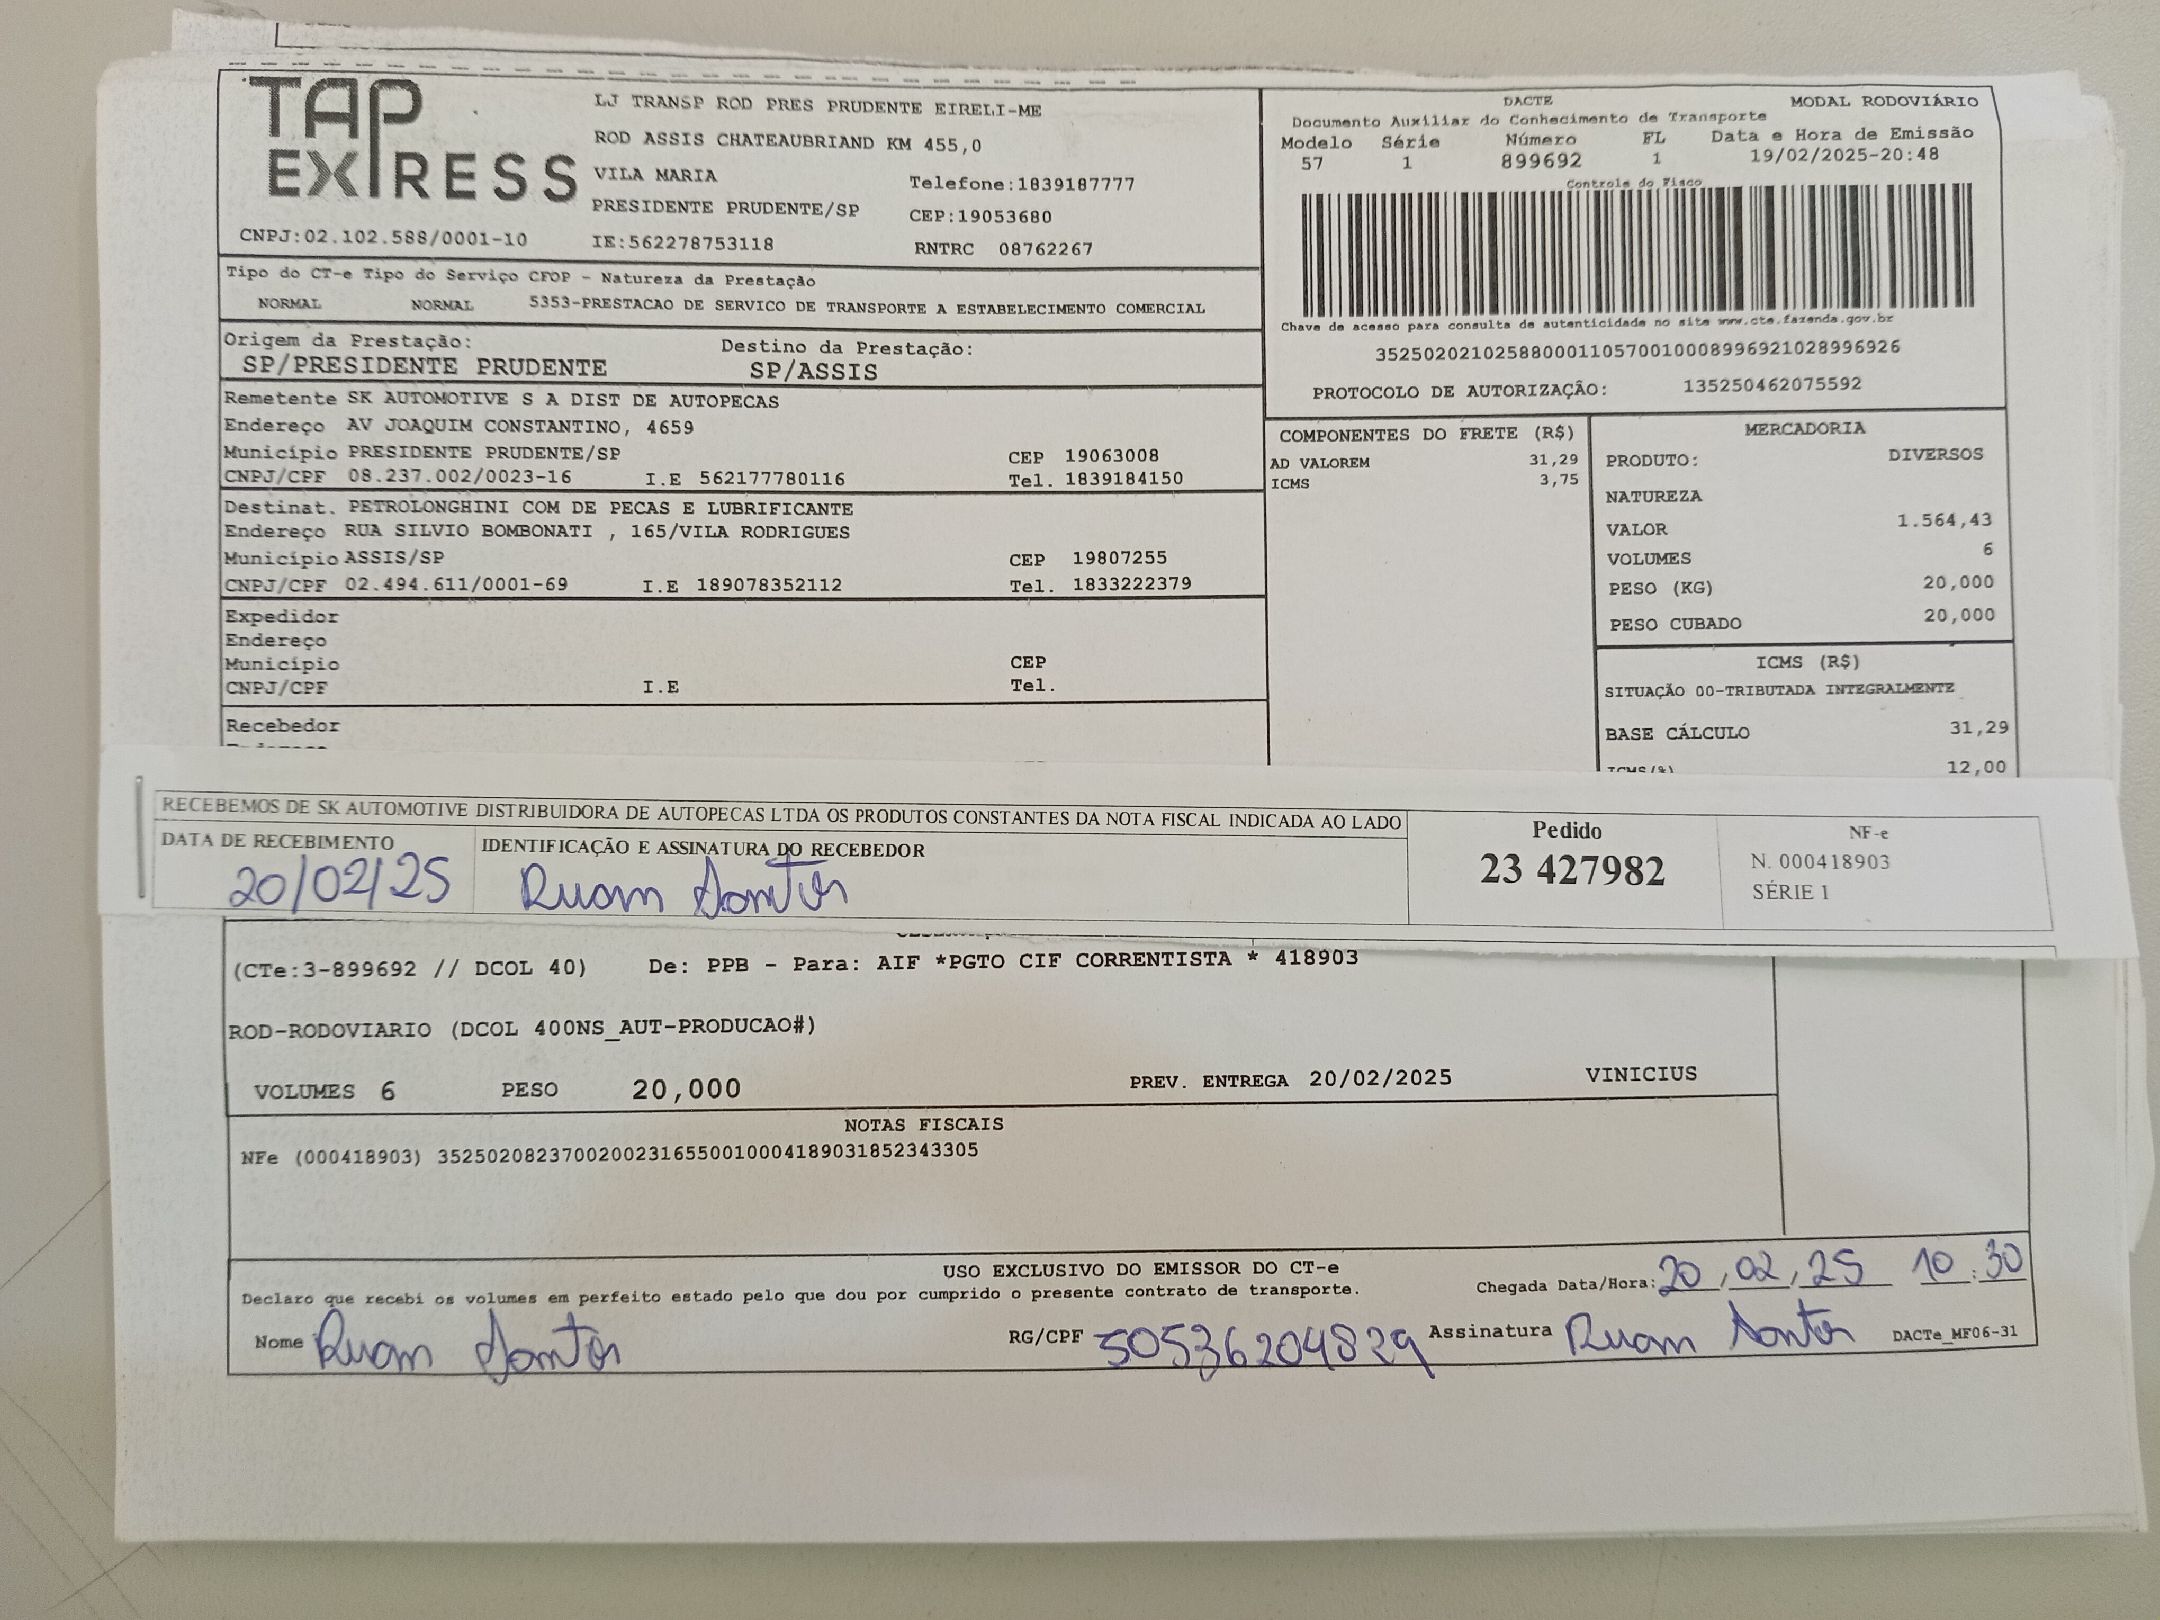 TAP
EXPRESS
LJ TRANSP ROD PRES PRUDENTE EIRELI-ME
ROD ASSIS CHATEAUBRIAND KM 455,0
VILA MARIA Telefone:1839187777
PRESIDENTE PRUDENTE/SP CEP:19053680
CNPJ:02.102.588/0001-10 IE:562278753118 RNTRC 08762267
DACTE MODAL RODOVIÁRIO
Documento Auxiliar do Conhecimento de Transporte
Modelo Série Número FL Data e Hora de Emissão
57 1 899692 1 19/02/2025-20:48
Controle do Fisco
Chave de acesso para consulta de autenticidade no site www.cte.fazenda.gov.br
35250202102588000110570010008996921028996926
PROTOCOLO DE AUTORIZAÇÃO: 135250462075592
Tipo do CT-e Tipo do Serviço CFOP - Natureza da Prestação
NORMAL NORMAL 5353-PRESTACAO DE SERVICO DE TRANSPORTE A ESTABELECIMENTO COMERCIAL
Origem da Prestação: Destino da Prestação:
SP/PRESIDENTE PRUDENTE SP/ASSIS
Remetente SK AUTOMOTIVE S A DIST DE AUTOPECAS
Endereço AV JOAQUIM CONSTANTINO, 4659
Município PRESIDENTE PRUDENTE/SP CEP 19063008
CNPJ/CPF 08.237.002/0023-16 I.E 562177780116 Tel. 1839184150
Destinat. PETROLONGHINI COM DE PECAS E LUBRIFICANTE
Endereço RUA SILVIO BOMBONATI , 165/VILA RODRIGUES
Município ASSIS/SP CEP 19807255
CNPJ/CPF 02.494.611/0001-69 I.E 189078352112 Tel. 1833222379
Expedidor
Endereço
Município CEP
CNPJ/CPF I.E Tel.
Recebedor
COMPONENTES DO FRETE (R$)
AD VALOREM 31,29
ICMS 3,75
MERCADORIA
PRODUTO: DIVERSOS
NATUREZA
VALOR 1.564,43
VOLUMES 6
PESO (KG) 20,000
PESO CUBADO 20,000
ICMS (R$)
SITUAÇÃO 00-TRIBUTADA INTEGRALMENTE
BASE CÁLCULO 31,29
ICMS(%) 12,00
RECEBEMOS DE SK AUTOMOTIVE DISTRIBUIDORA DE AUTOPECAS LTDA OS PRODUTOS CONSTANTES DA NOTA FISCAL INDICADA AO LADO
DATA DE RECEBIMENTO IDENTIFICAÇÃO E ASSINATURA DO RECEBEDOR
20/02/25 Ruam Santos
Pedido
23 427982
NF-e
N. 000418903
SÉRIE 1
(CTe:3-899692 // DCOL 40) De: PPB - Para: AIF *PGTO CIF CORRENTISTA * 418903
ROD-RODOVIARIO (DCOL 400NS_AUT-PRODUCAO#)
VOLUMES 6 PESO 20,000 PREV. ENTREGA 20/02/2025 VINICIUS
NOTAS FISCAIS
NFe (000418903) 35250208237002002316550010004189031852343305
USO EXCLUSIVO DO EMISSOR DO CT-e
Declaro que recebi os volumes em perfeito estado pelo que dou por cumprido o presente contrato de transporte. Chegada Data/Hora: 20/02/25 10:30
Nome Ruam Santos RG/CPF 50536204829 Assinatura Ruam Santos DACTe_MF06-31